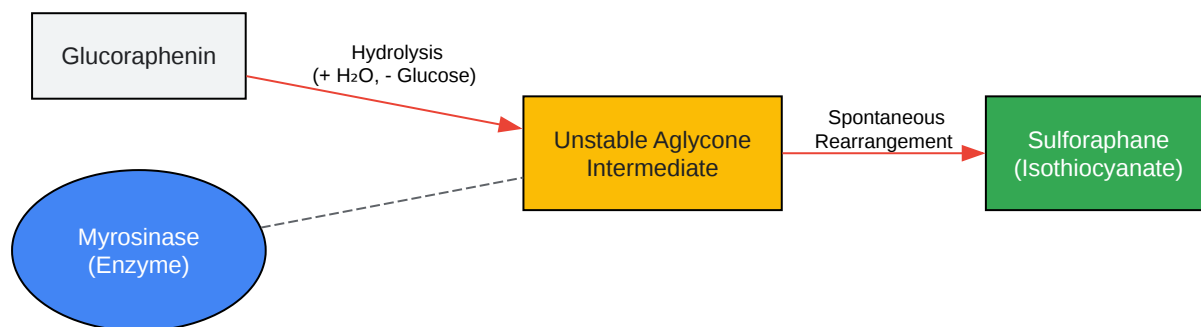 Glucoraphenin
Hydrolysis
(+ H₂O, - Glucose)
Unstable Aglycone
Intermediate
Spontaneous
Rearrangement
Sulforaphane
(Isothiocyanate)
Myrosinase
(Enzyme)